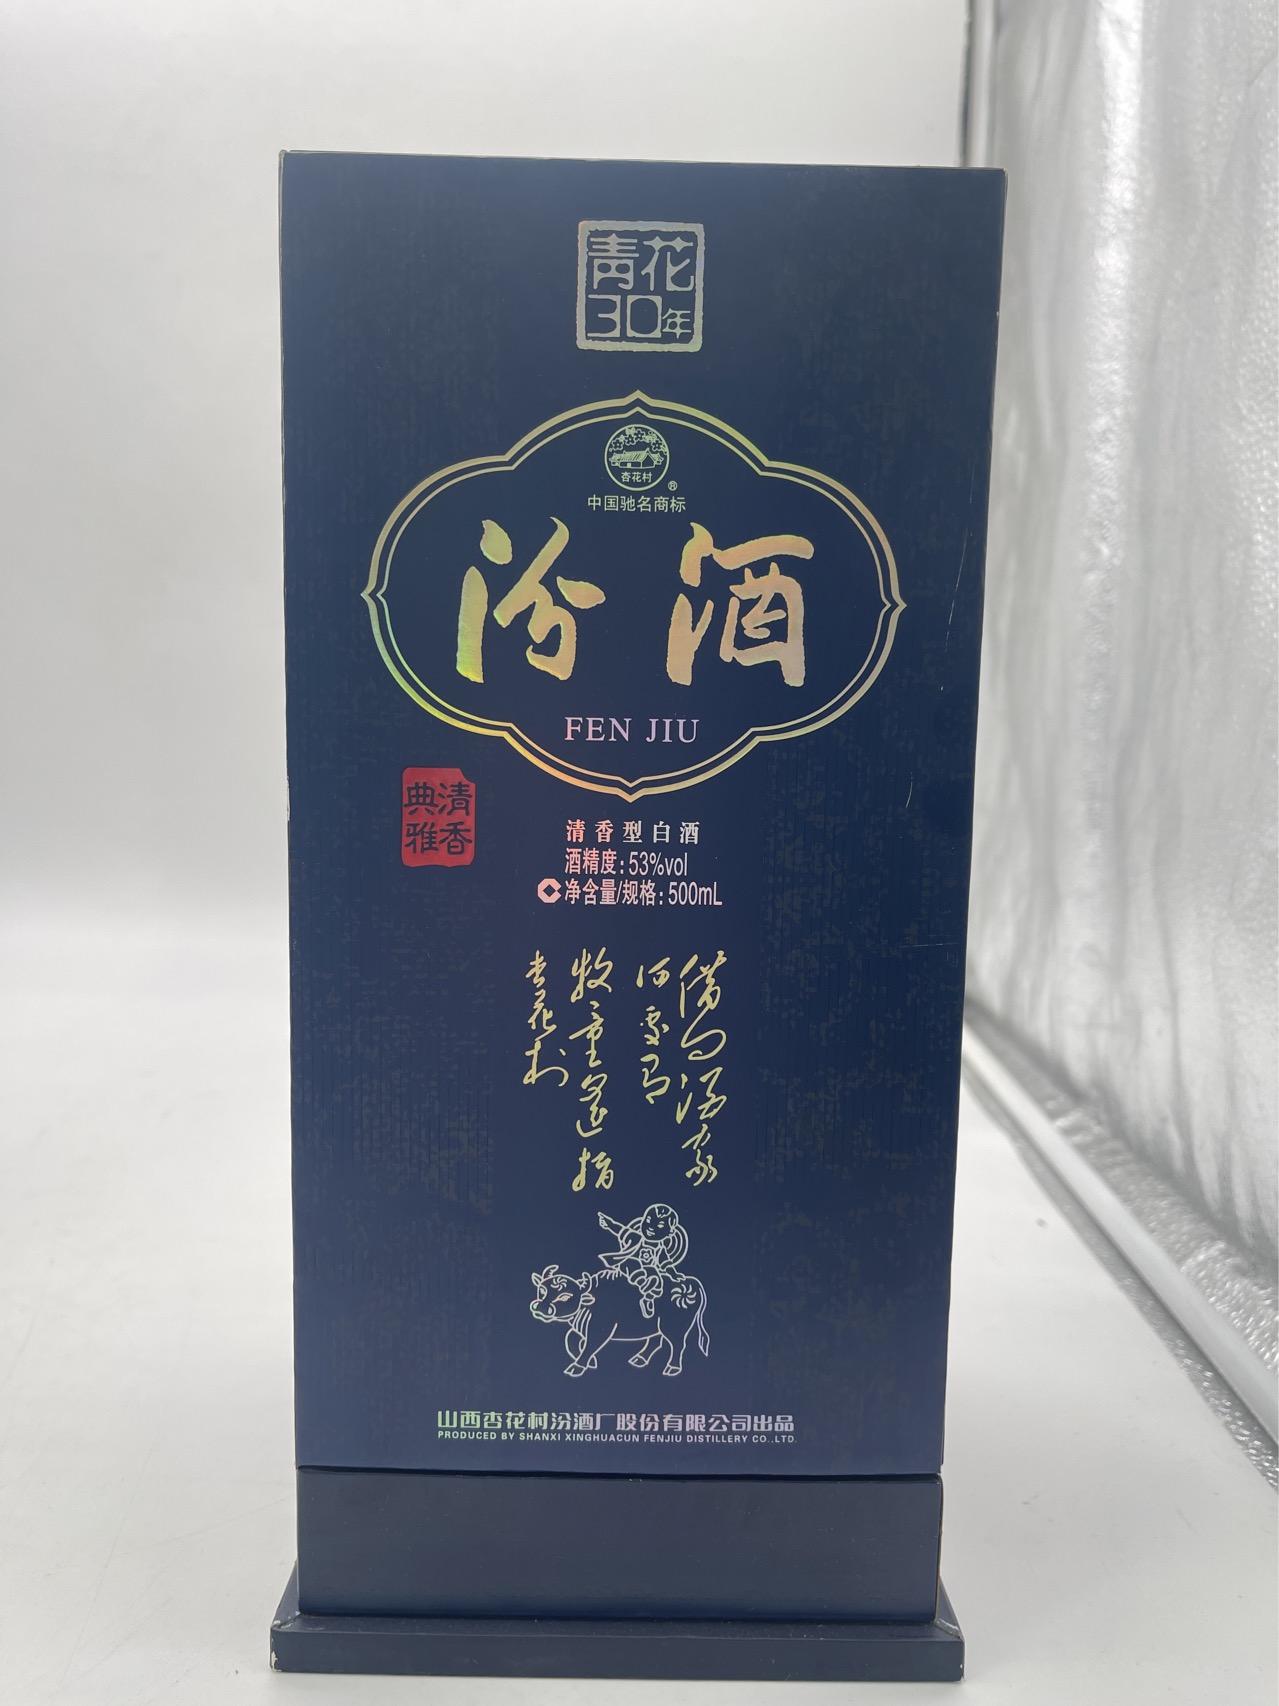 青花
30年
杏花村
®
中国驰名商标
汾酒
FEN JIU
清香
典雅
清香型白酒
酒精度:53%vol
净含量/规格:500mL
借问酒家
何处有
牧童遥指
杏花村
山西杏花村汾酒厂股份有限公司出品
PRODUCED BY SHANXI XINGHUACUN FENJIU DISTILLERY CO.,LTD.